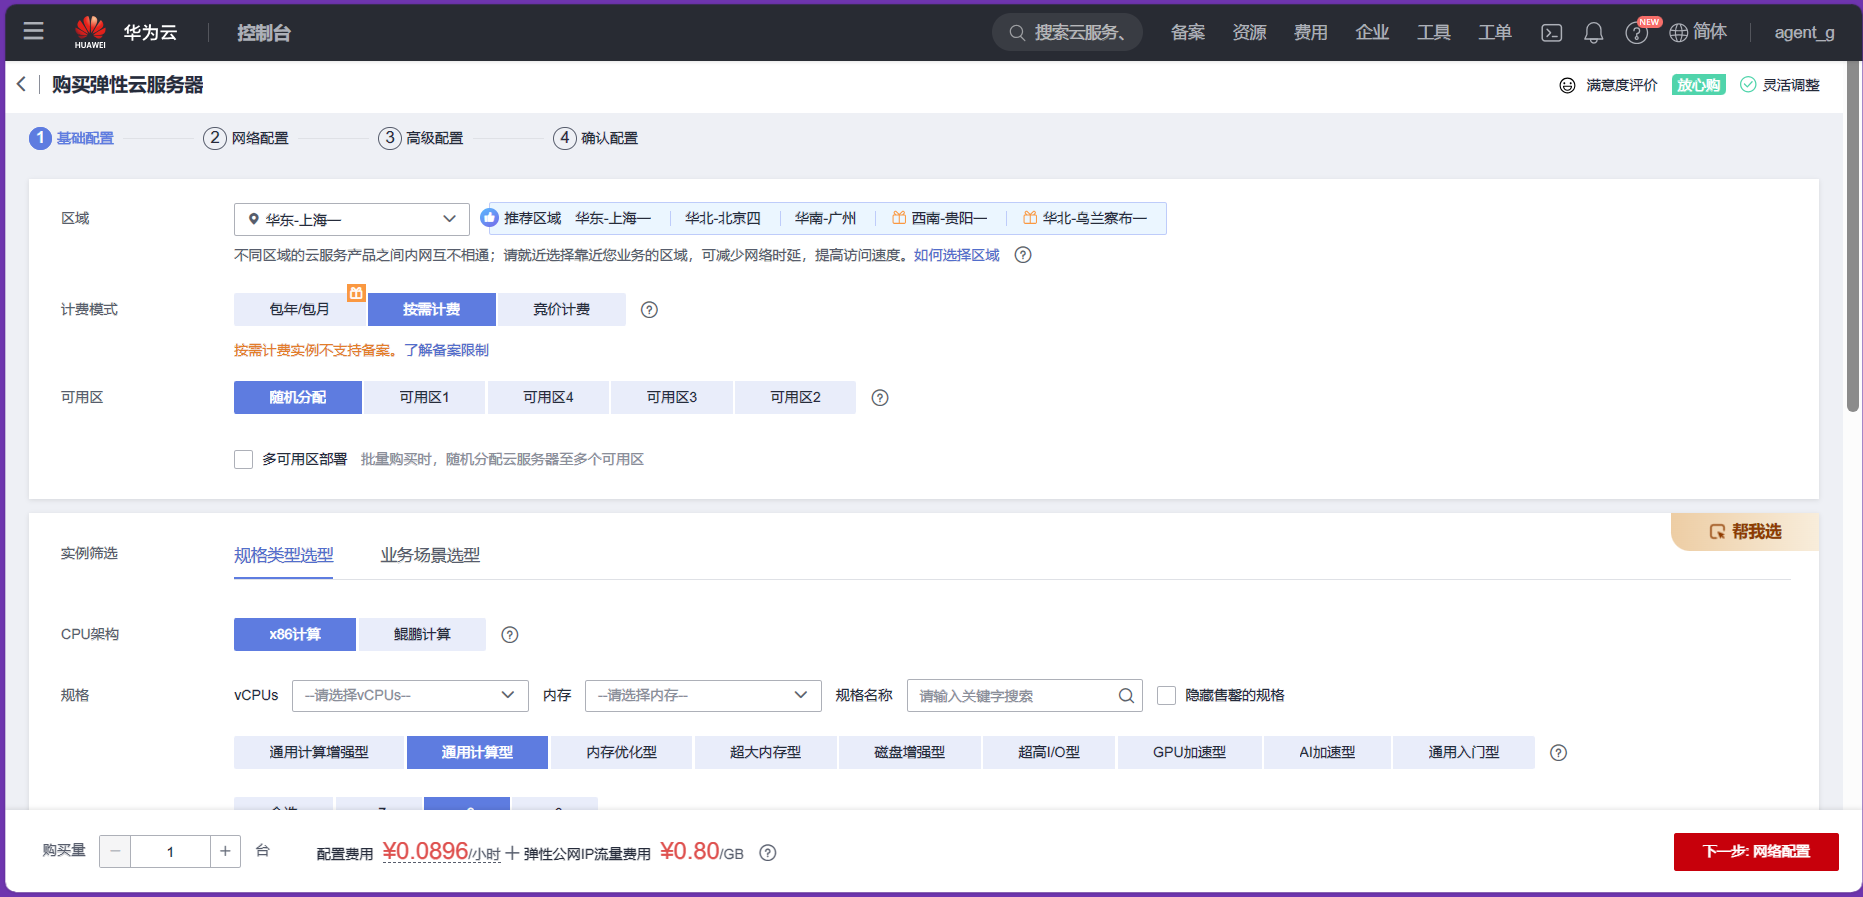 HUAWEI 华为云 控制台 搜索云服务、 备案 资源 费用 企业 工具 工单 NEW 简体 agent_g
购买弹性云服务器 满意度评价 放心购 灵活调整
1 基础配置 2 网络配置 3 高级配置 4 确认配置
区域 华东-上海一 推荐区域 华东-上海一 华北-北京四 华南-广州 西南-贵阳一 华北-乌兰察布一
不同区域的云服务产品之间内网互不相通；请就近选择靠近您业务的区域，可减少网络时延，提高访问速度。如何选择区域
计费模式 包年/包月 按需计费 竞价计费
按需计费实例不支持备案。了解备案限制
可用区 随机分配 可用区1 可用区4 可用区3 可用区2
多可用区部署 批量购买时，随机分配云服务器至多个可用区
帮我选
实例筛选 规格类型选型 业务场景选型
CPU架构 x86计算 鲲鹏计算
规格 vCPUs --请选择vCPUs-- 内存 --请选择内存-- 规格名称 请输入关键字搜索 隐藏售罄的规格
通用计算增强型 通用计算型 内存优化型 超大内存型 磁盘增强型 超高I/O型 GPU加速型 AI加速型 通用入门型
购买量 － 1 + 台 配置费用 ¥0.0896/小时 + 弹性公网IP流量费用 ¥0.80/GB
下一步: 网络配置